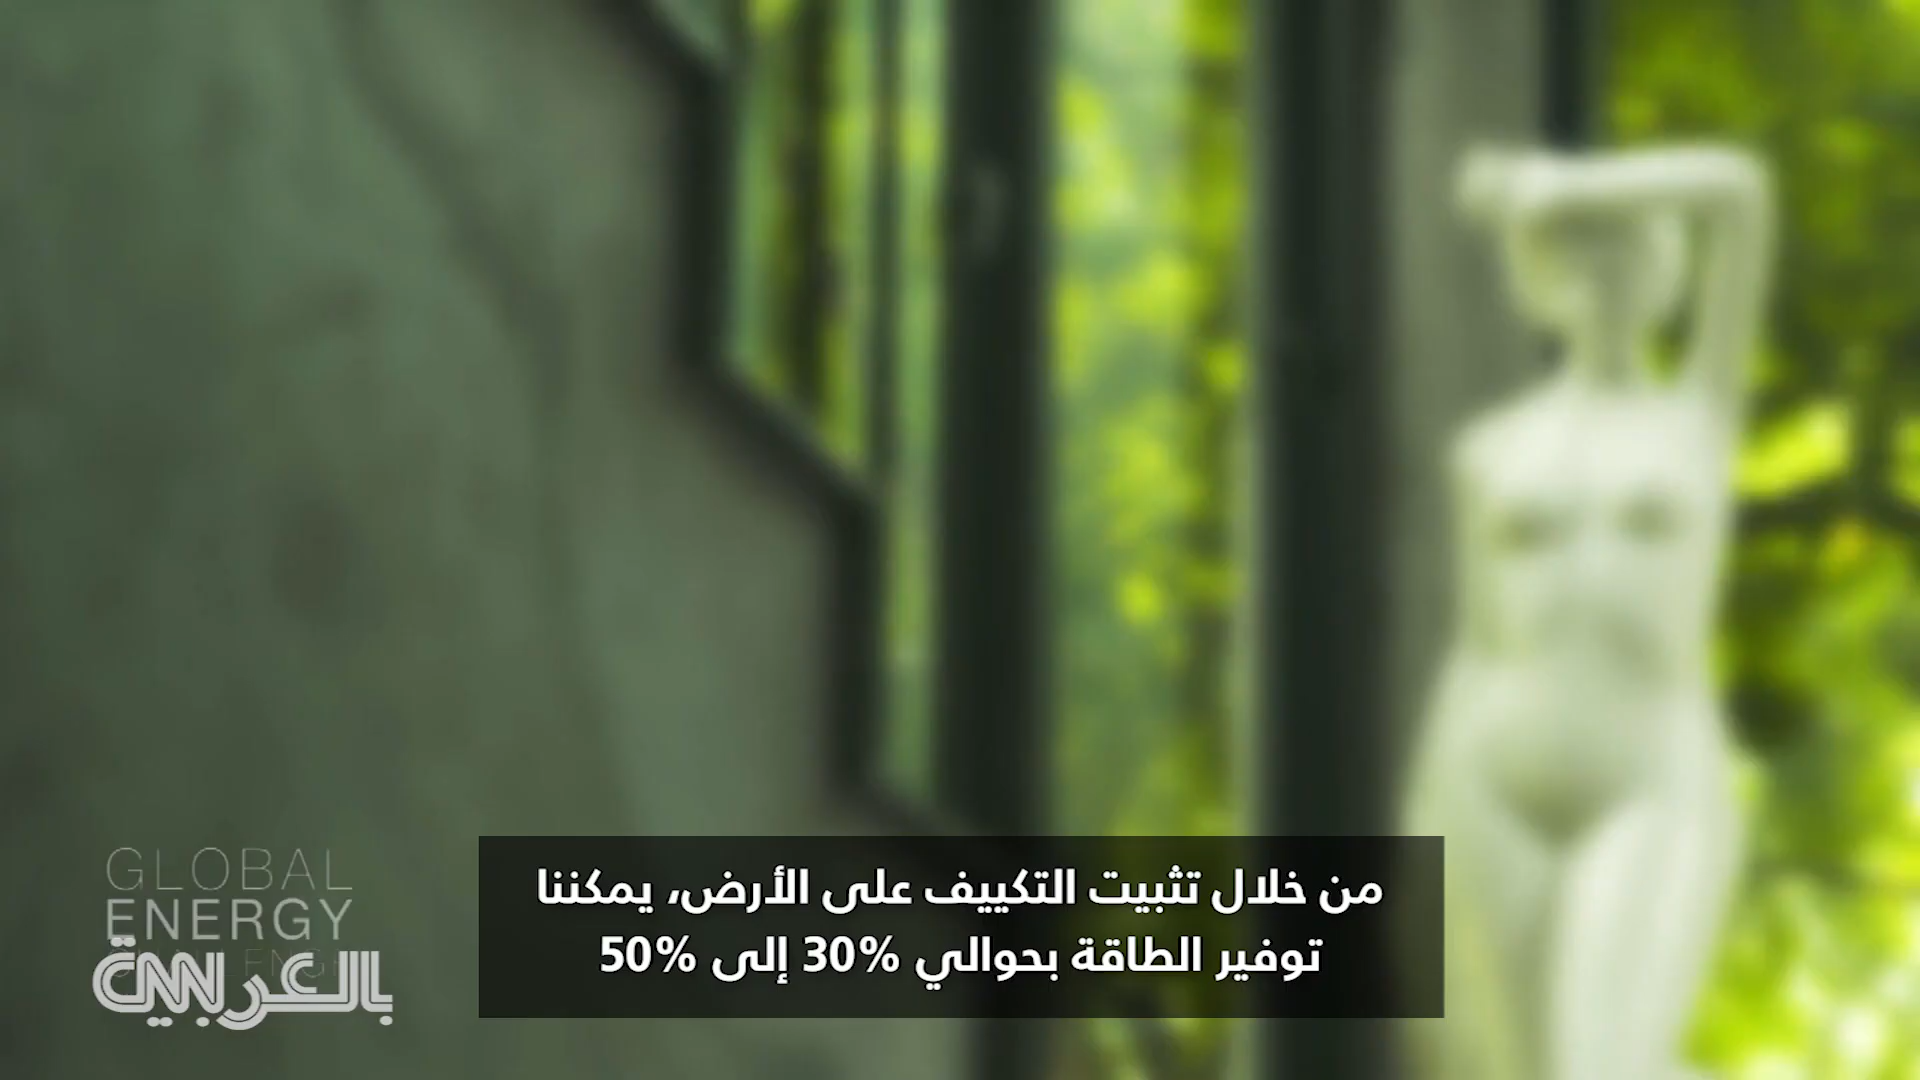 من خلال تثبيت التكييف على الأرض، يمكننا
توفير الطاقة بحوالي %30 إلى %50
GLOBAL
ENERGY
CNN بالعربية